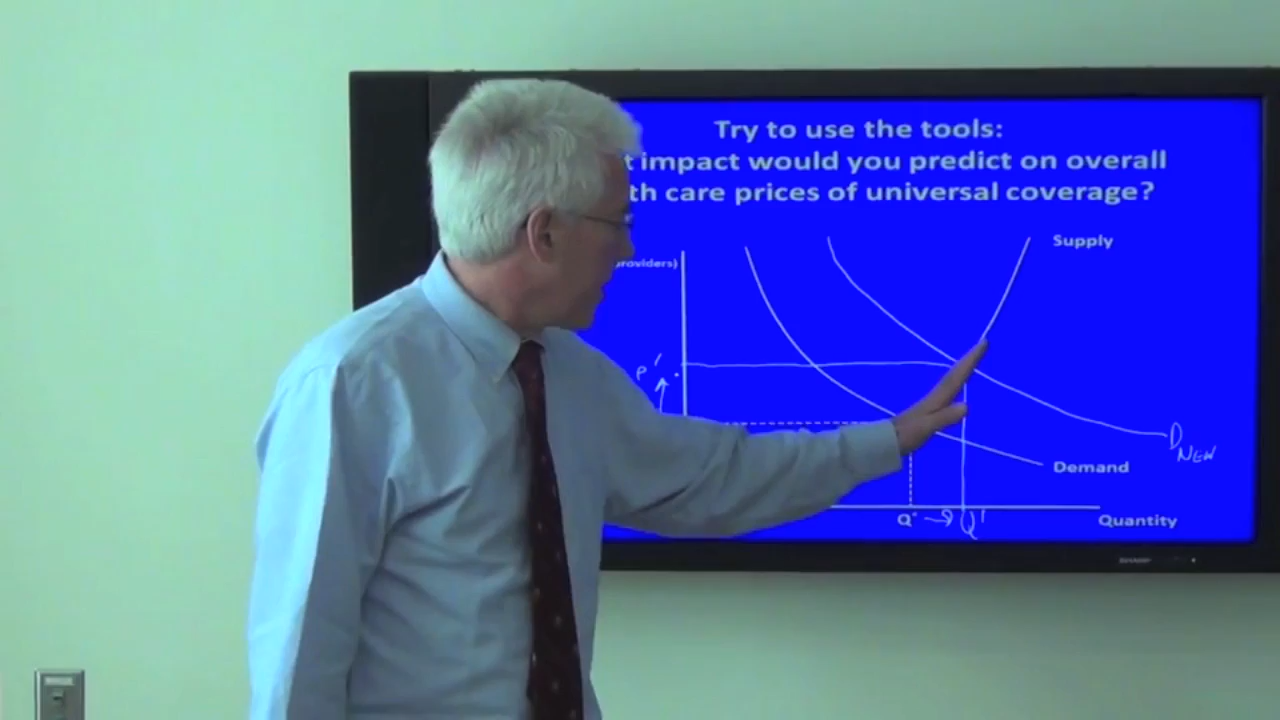 Try to use the tools:
impact would you predict on overall
care prices of universal coverage?
Supply
providers)
P'
D NEW
Demand
Q* → Q'
Quantity
SHARP